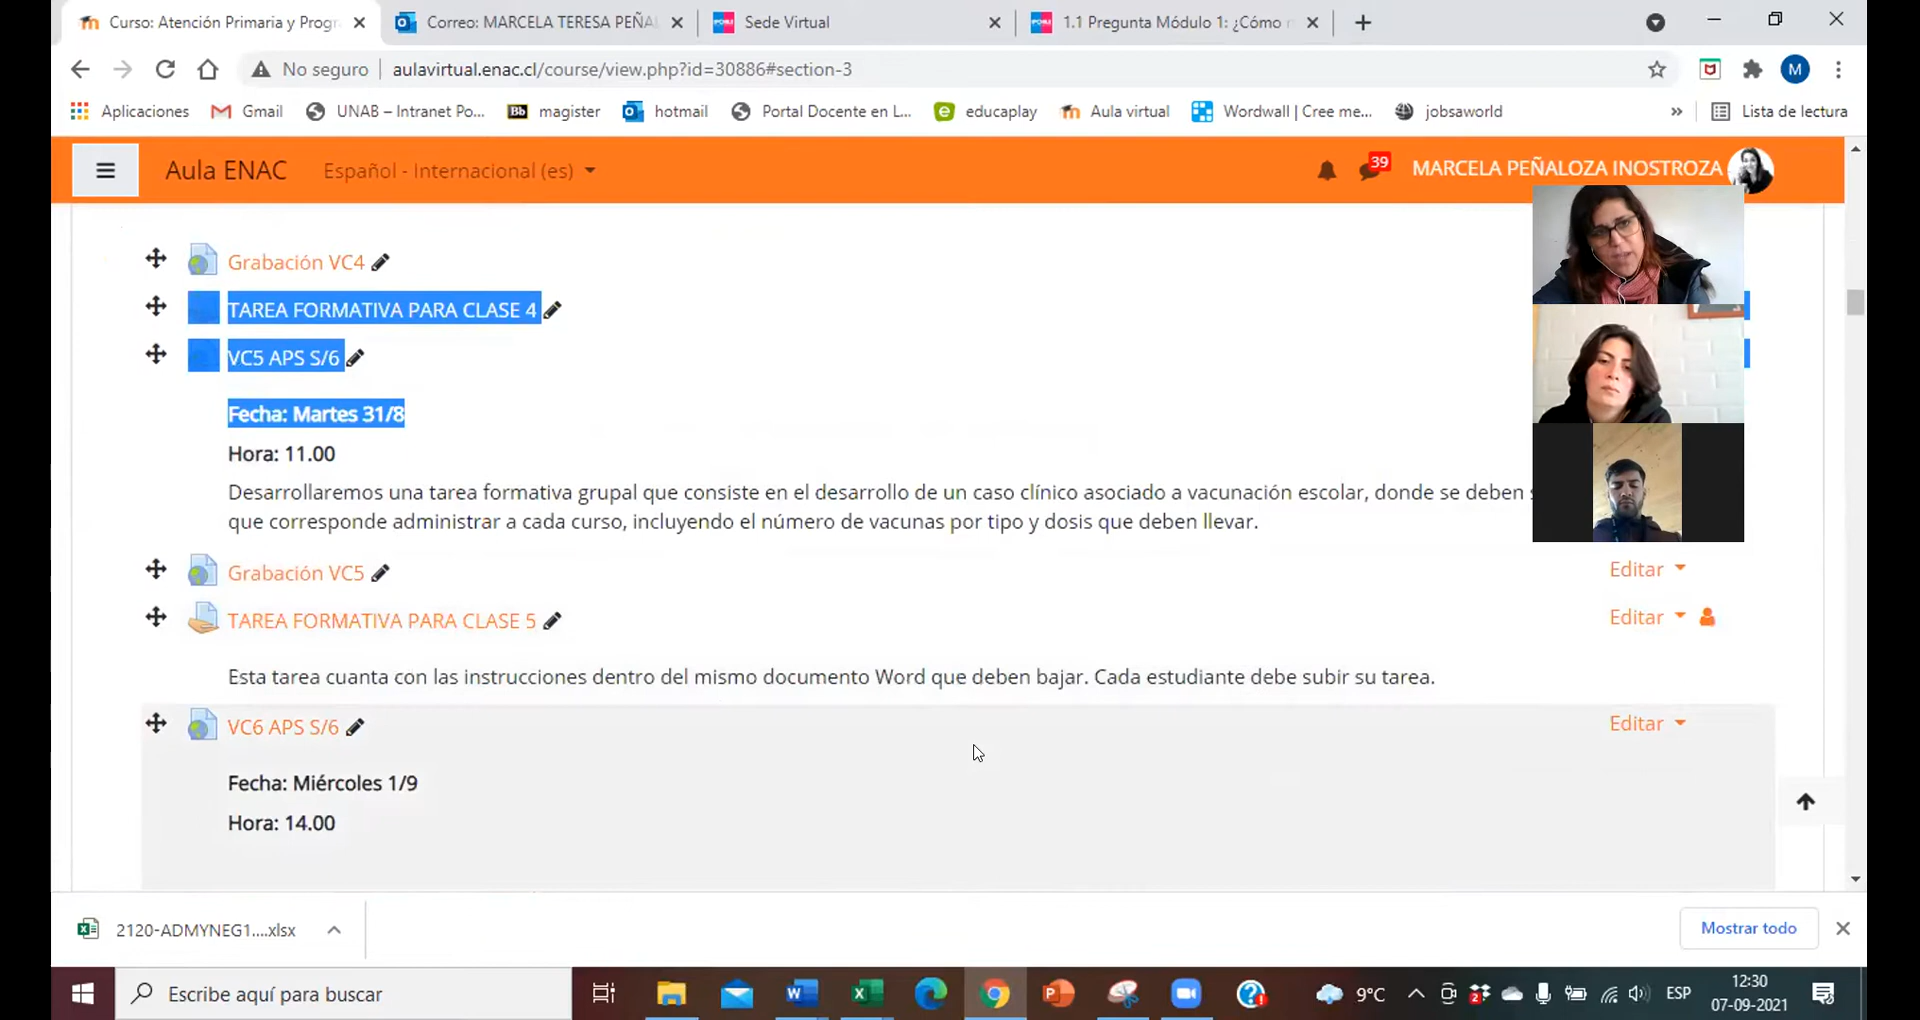 Curso: Atención Primaria y Progr
Correo: MARCELA TERESA PEÑA
Sede Virtual
1.1 Pregunta Módulo 1: ¿Cómo
No seguro
aulavirtual.enac.cl/course/view.php?id=30886#section-3
M
Aplicaciones
Gmail
UNAB – Intranet Po...
Bb magister
hotmail
Portal Docente en L...
educaplay
Aula virtual
Wordwall | Cree me...
jobsaworld
»
Lista de lectura
Aula ENAC
Español - Internacional (es)
39
MARCELA PEÑALOZA INOSTROZA
Grabación VC4
TAREA FORMATIVA PARA CLASE 4
VC5 APS S/6
Fecha: Martes 31/8
Hora: 11.00
Desarrollaremos una tarea formativa grupal que consiste en el desarrollo de un caso clínico asociado a vacunación escolar, donde se deben
que corresponde administrar a cada curso, incluyendo el número de vacunas por tipo y dosis que deben llevar.
Grabación VC5
Editar
TAREA FORMATIVA PARA CLASE 5
Editar
Esta tarea cuanta con las instrucciones dentro del mismo documento Word que deben bajar. Cada estudiante debe subir su tarea.
VC6 APS S/6
Editar
Fecha: Miércoles 1/9
Hora: 14.00
2120-ADMYNEG1....xlsx
Mostrar todo
Escribe aquí para buscar
9°C
2
ESP
12:30
07-09-2021